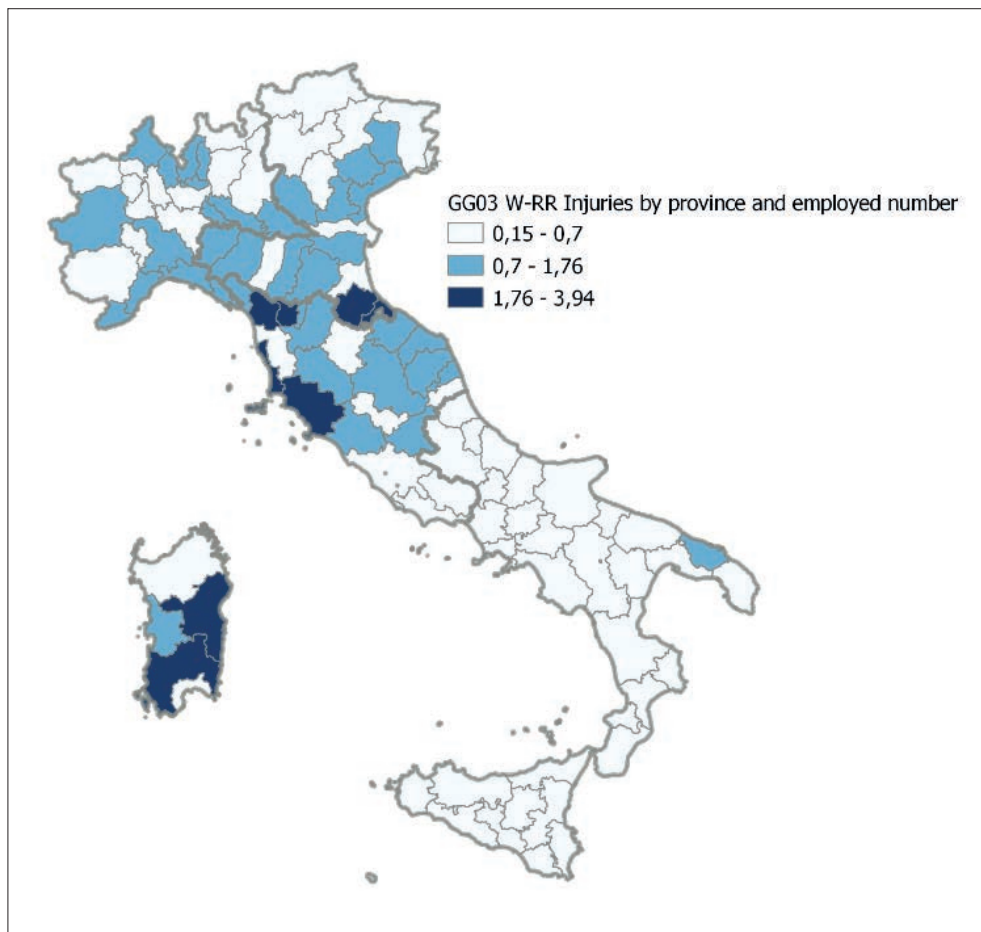 GG03 W-RR Injuries by province and employed number
0,15 - 0,7
0,7 - 1,76
1,76 - 3,94